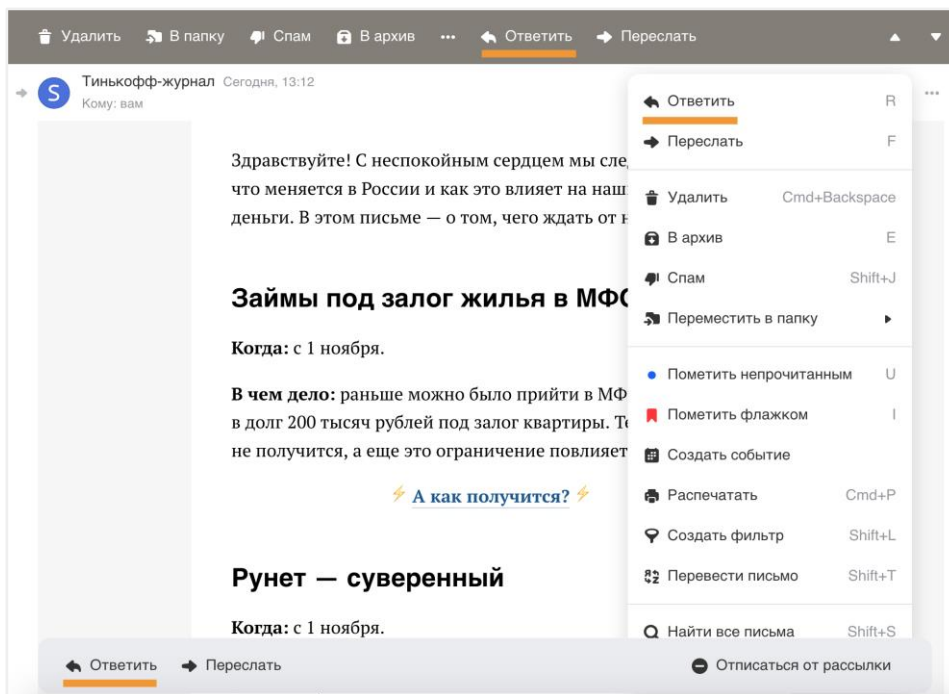 Удалить В папку Спам В архив ... Ответить Переслать
Тинькофф-журнал Сегодня, 13:12
Кому: вам
S
Здравствуйте! С неспокойным сердцем мы сле
что меняется в России и как это влияет на наш
деньги. В этом письме — о том, чего ждать от н
Займы под залог жилья в МФО
Когда: с 1 ноября.
В чем дело: раньше можно было прийти в МФ
в долг 200 тысяч рублей под залог квартиры. Те
не получится, а еще это ограничение повлияет
⚡ А как получится? ⚡
Рунет — суверенный
Когда: с 1 ноября.
Ответить R
Переслать F
Удалить Cmd+Backspace
В архив E
Спам Shift+J
Переместить в папку
Пометить непрочитанным U
Пометить флажком I
Создать событие
Распечатать Cmd+P
Создать фильтр Shift+L
Перевести письмо Shift+T
Найти все письма Shift+S
Ответить Переслать Отписаться от рассылки